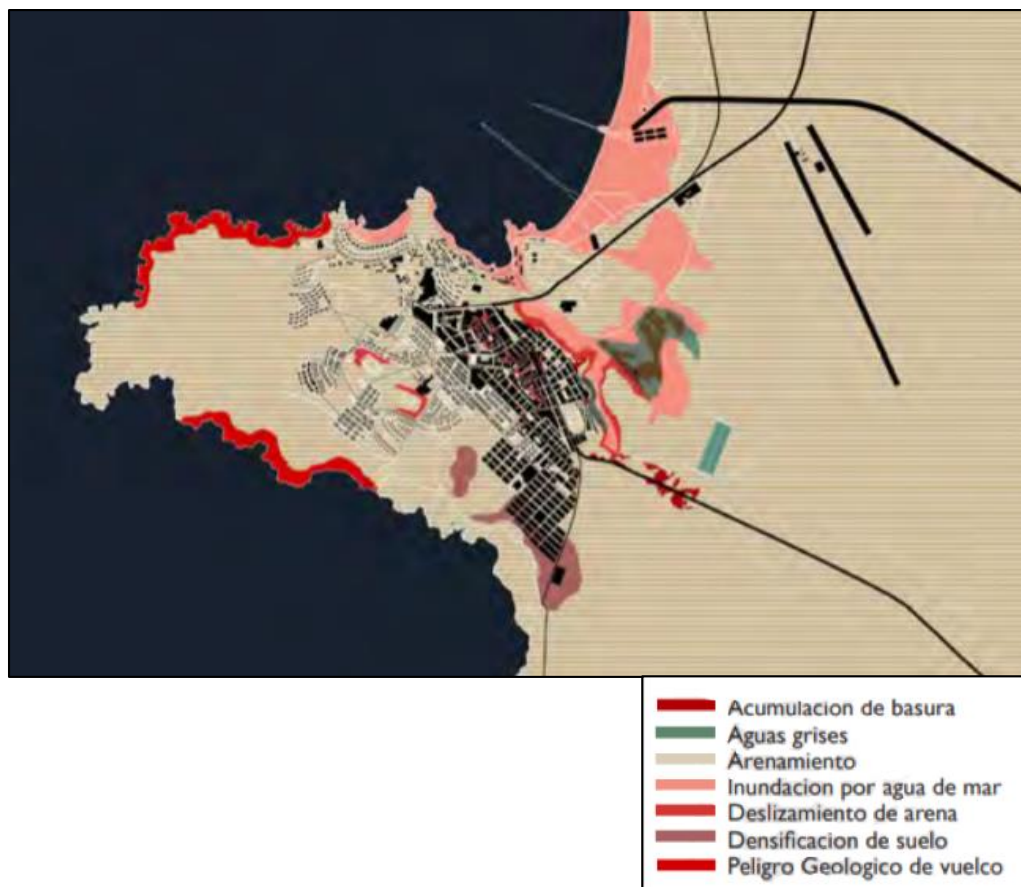 Acumulacion de basura
Aguas grises
Arenamiento
Inundacion por agua de mar
Deslizamiento de arena
Densificacion de suelo
Peligro Geologico de vuelco